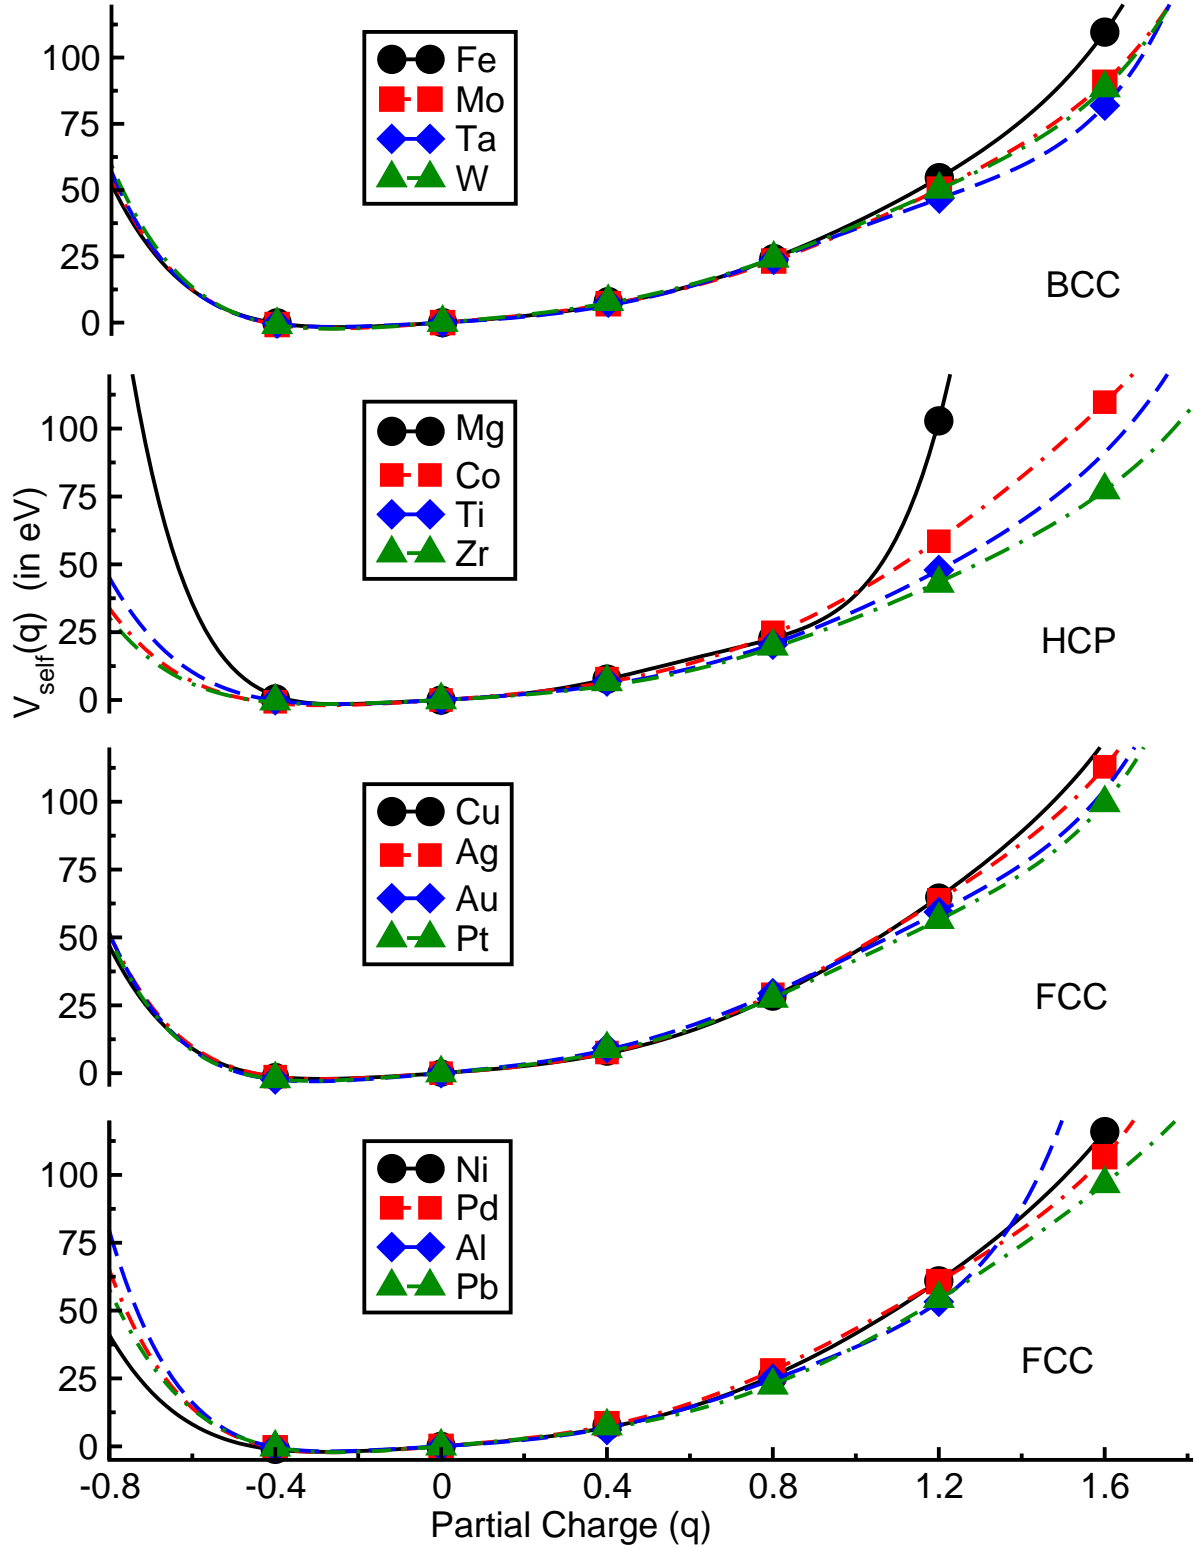 100
75
50
25
0
Fe
Mo
Ta
W
BCC
100
75
50
25
0
Mg
Co
Ti
Zr
HCP
V_self(q) (in eV)
100
75
50
25
0
Cu
Ag
Au
Pt
FCC
100
75
50
25
0
Ni
Pd
Al
Pb
FCC
-0.8 -0.4 0 0.4 0.8 1.2 1.6
Partial Charge (q)